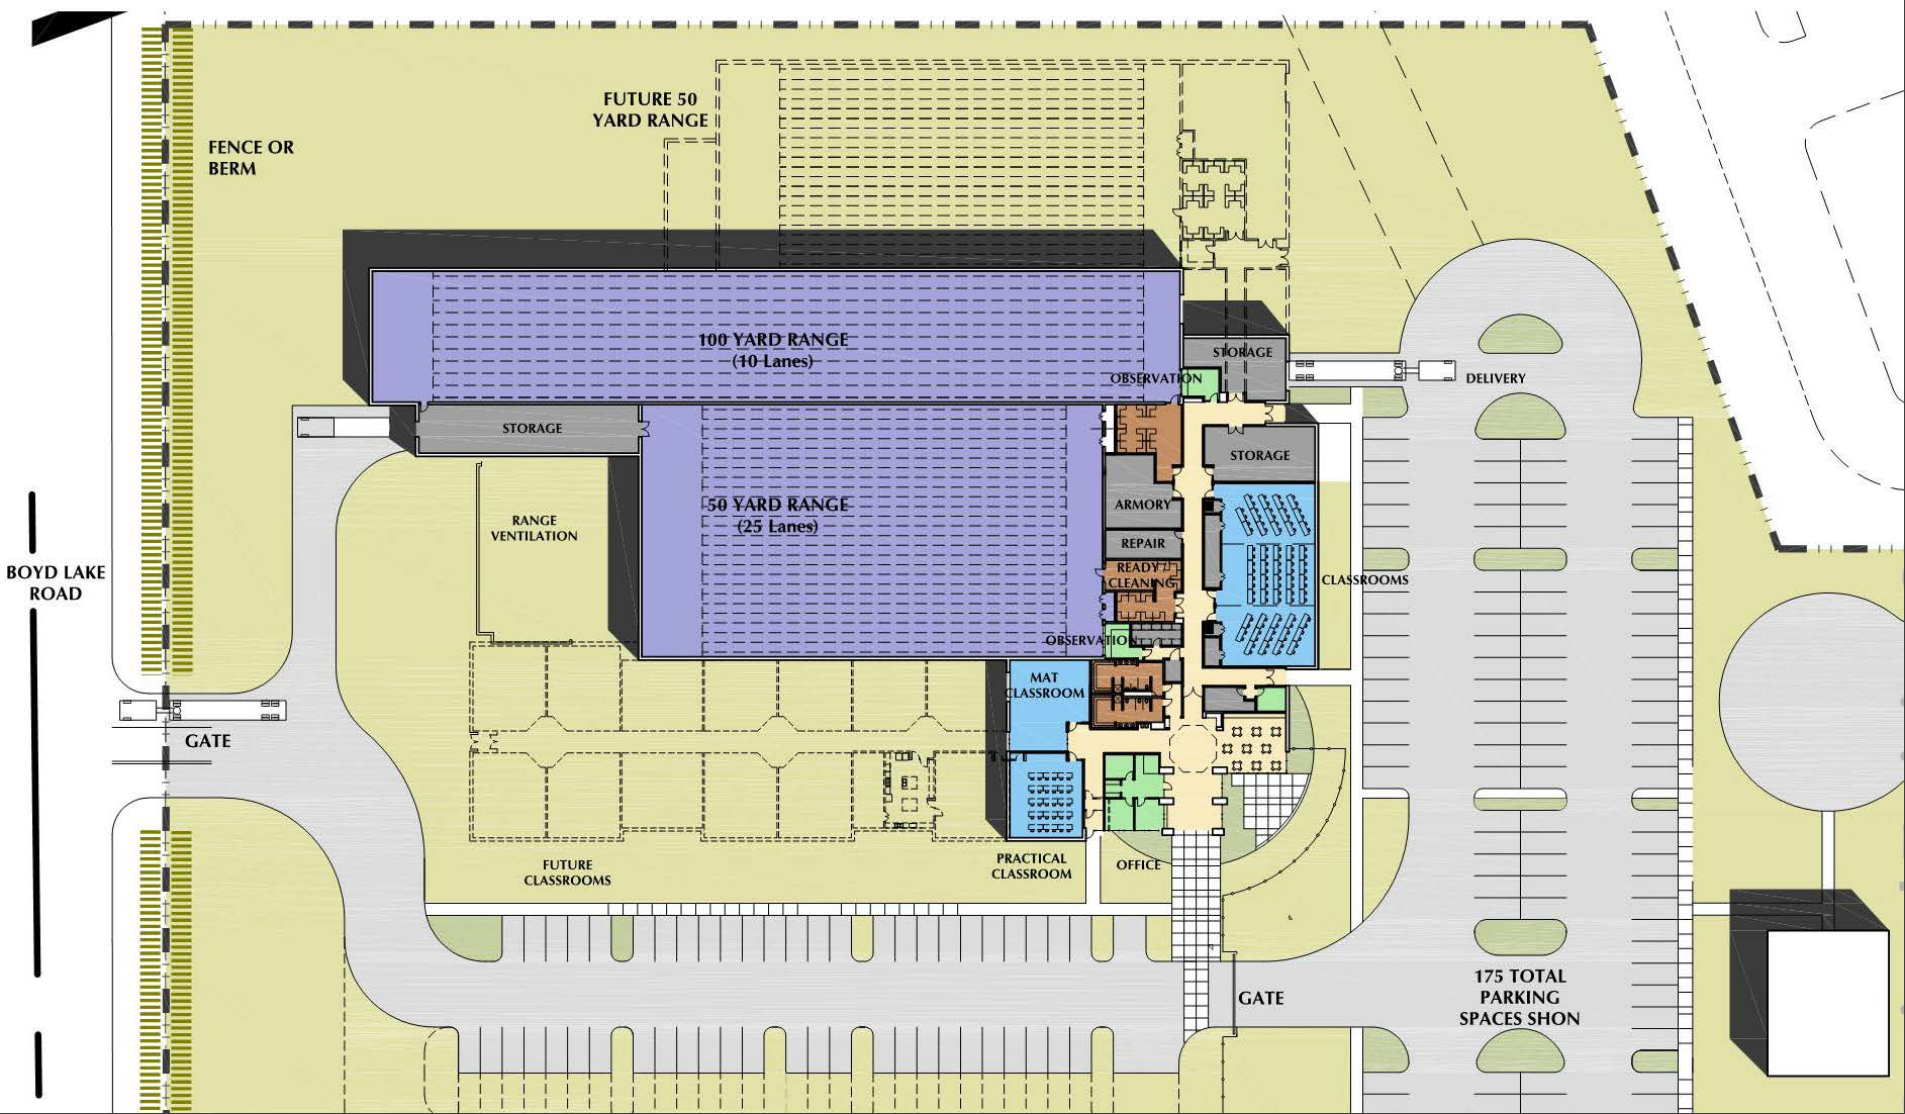 FUTURE 50
YARD RANGE
FENCE OR
BERM
100 YARD RANGE
(10 Lanes)
STORAGE
OBSERVATION
DELIVERY
STORAGE
STORAGE
50 YARD RANGE
(25 Lanes)
ARMORY
RANGE
VENTILATION
REPAIR
READY
CLEANING
CLASSROOMS
BOYD LAKE
ROAD
OBSERVATION
MAT
CLASSROOM
GATE
FUTURE
CLASSROOMS
PRACTICAL
CLASSROOM
OFFICE
GATE
175 TOTAL
PARKING
SPACES SHON